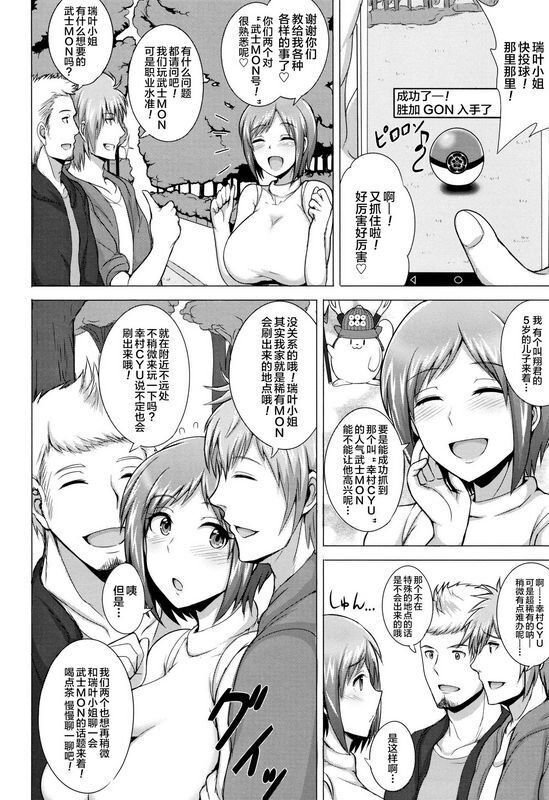 瑞叶小姐
快投球！
那里那里！
成功了一！
胜加 GON 入手了
ピロロン♪
啊—！
又抓住啦！
好厉害
好厉害♡
谢谢你们
教给我各种
各样的事了！
你们两个对
“武士MON号！
很熟悉呢♡
有什么问题
都请问吧！
我们玩武士MON
可是职业水准！
瑞叶小姐
有什么想要的
武士MON
吗？
我 有个叫翔君的
5岁的儿子来着…
要是能成功抓到
那个叫“幸村CYU”
的人气武士MON
能不能让他高兴呢…
啊——…幸村CYU
可是超稀有的呐
稍微有点难办呢…
那个不在
特殊的地点的话
是不会出来的哦
しゅん…
是这样啊…
没关系的哦！瑞叶小姐
其实我家就是稀有MON
会刷出来的地点哦！
就在附近不远处
不稍微来玩一下吗？
幸村CYU说不定也会
刷出来哦！
咦
但是…
グイッ
我们两个也想再稍微
和瑞叶小姐聊一会
武士MON的话题来着！
喝点茶 慢慢聊一聊吧！